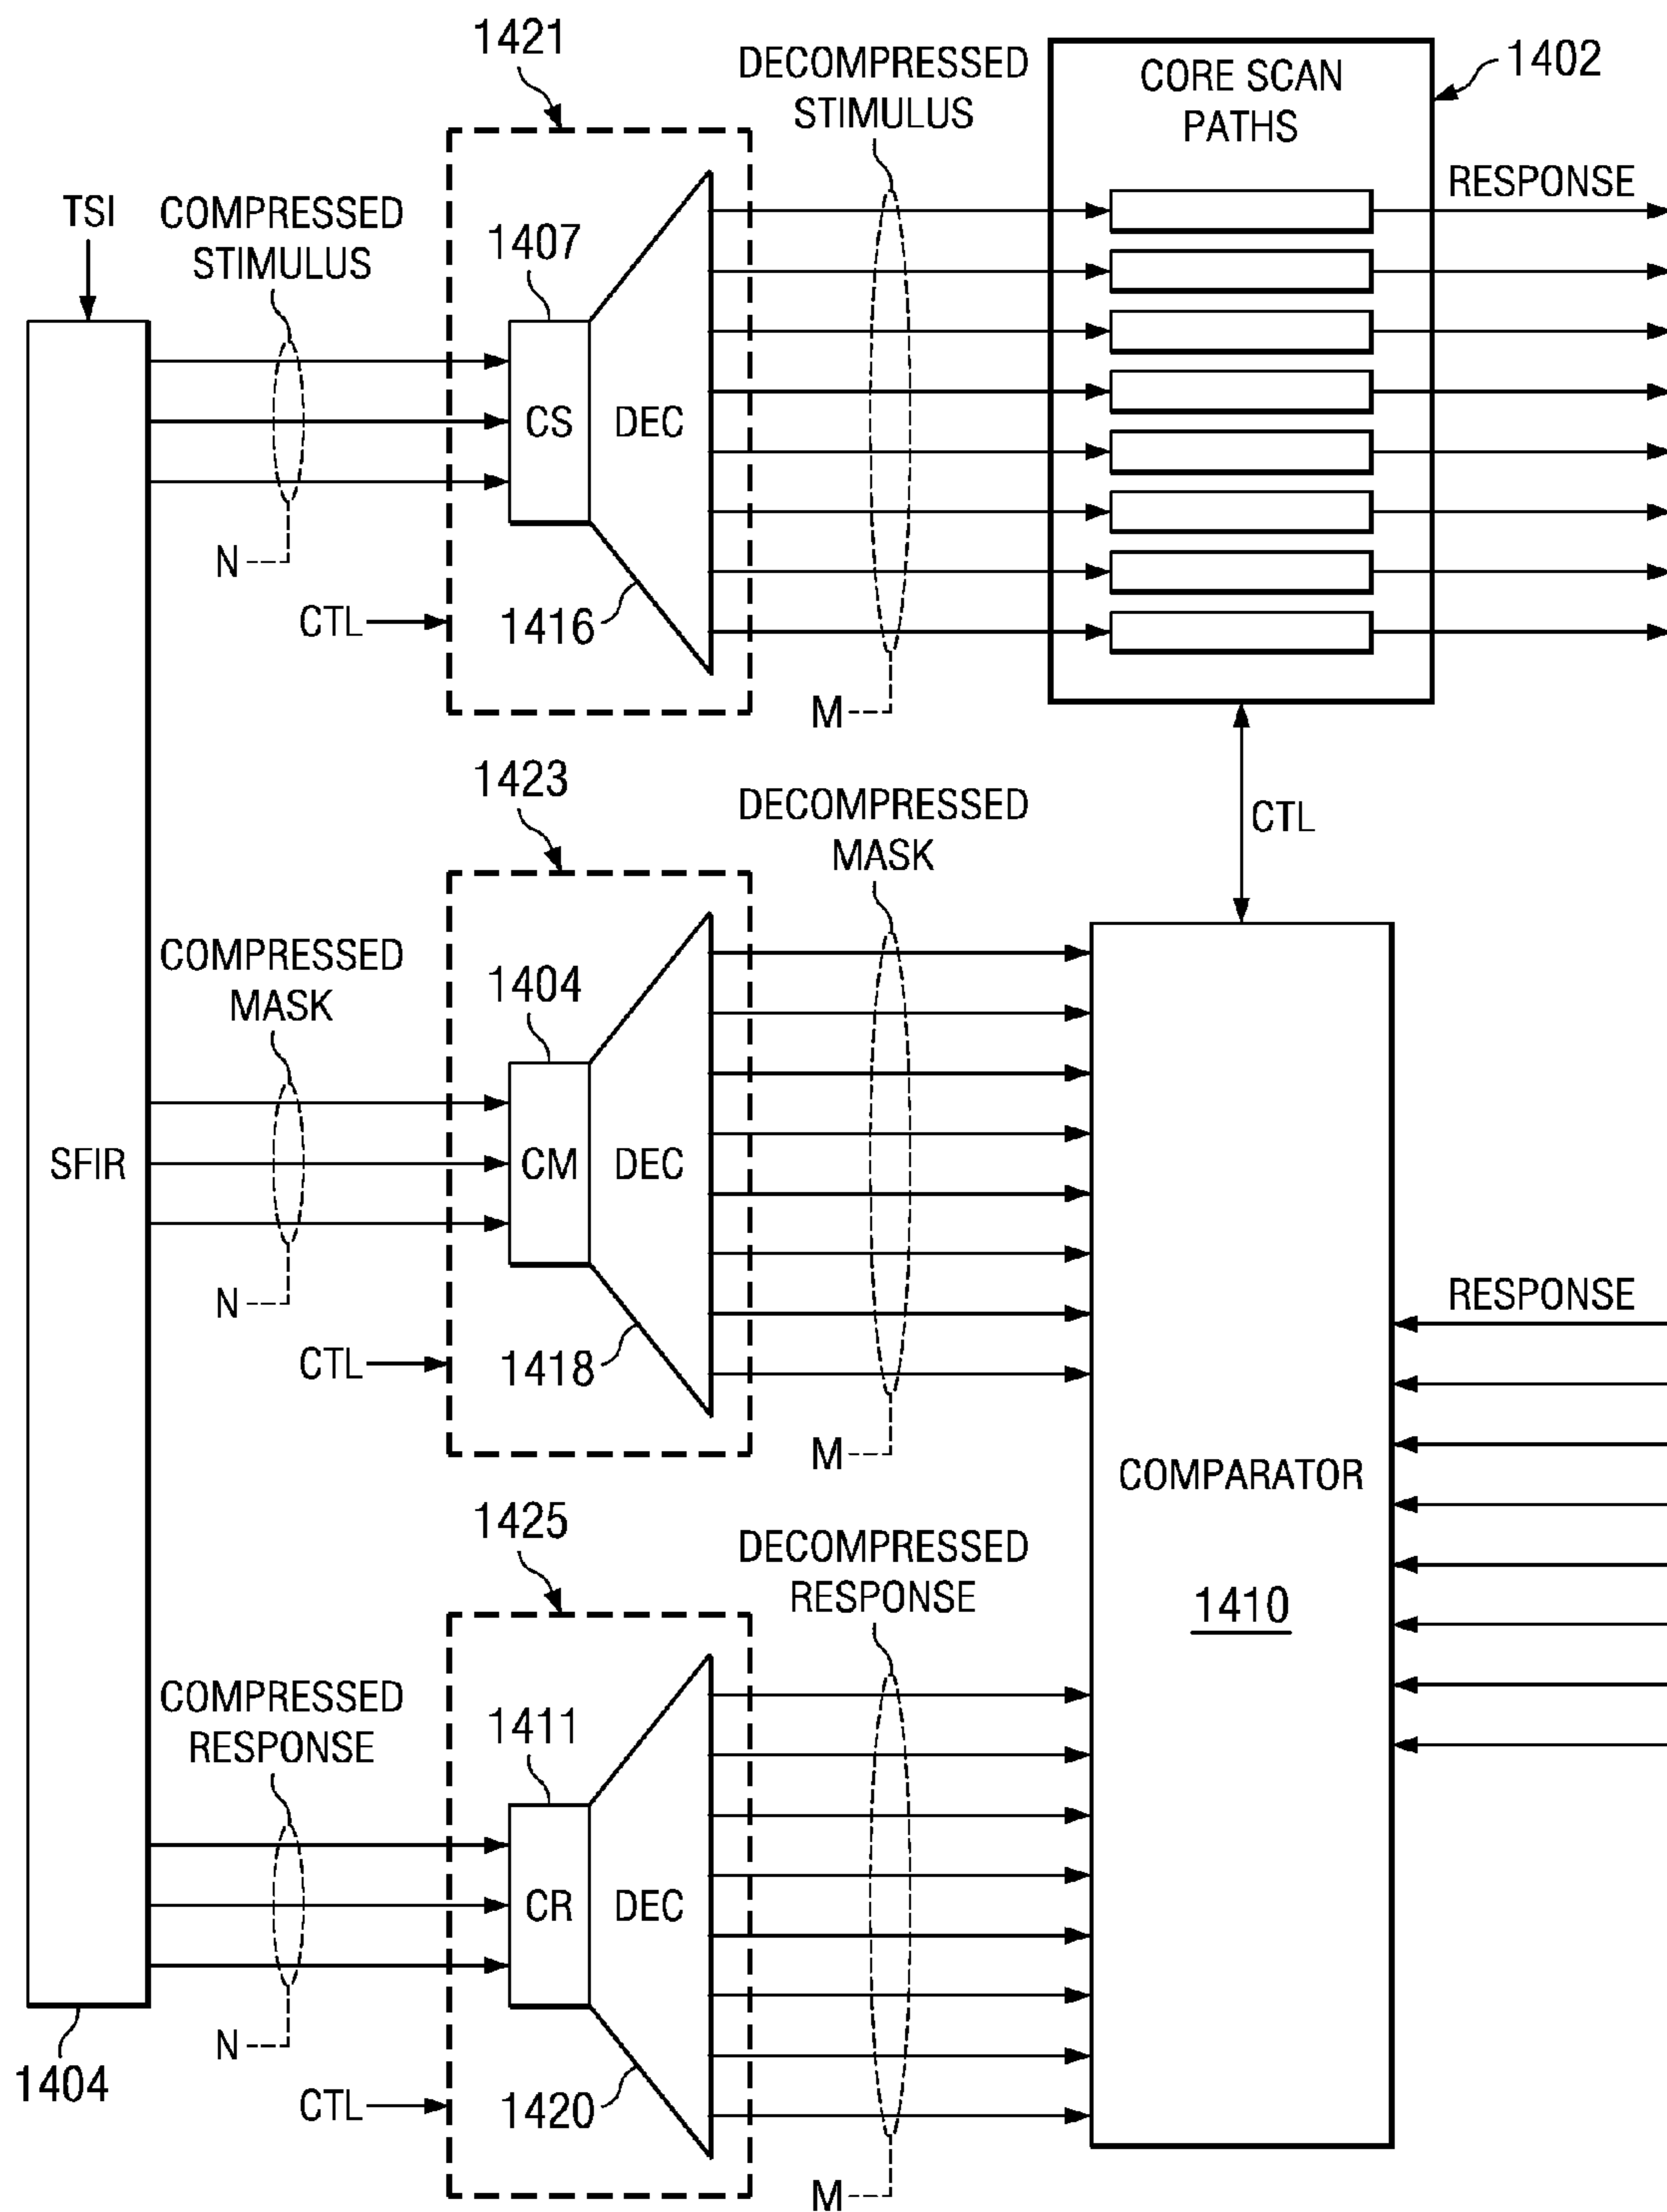 1421
DECOMPRESSED
STIMULUS
CORE SCAN
PATHS
1402
TSI
COMPRESSED
STIMULUS
1407
RESPONSE
CS
DEC
N
CTL
1416
M
1423
DECOMPRESSED
MASK
CTL
COMPRESSED
MASK
1404
SFIR
CM
DEC
N
CTL
1418
M
RESPONSE
COMPARATOR
1410
1425
DECOMPRESSED
RESPONSE
COMPRESSED
RESPONSE
1411
CR
DEC
N
1404
CTL
1420
M